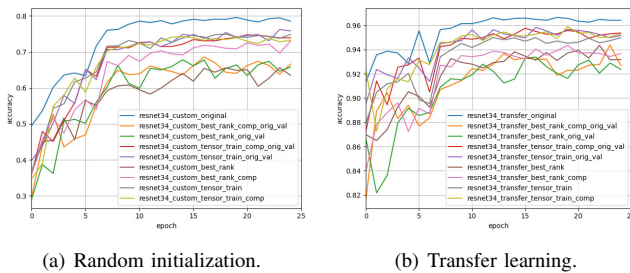 0.8
0.7
0.6
0.5
0.4
0.3
accuracy
0
5
10
15
20
25
epoch
resnet34_custom_original
resnet34_custom_best_rank_comp_orig_val
resnet34_custom_best_rank_orig_val
resnet34_custom_tensor_train_comp_orig_val
resnet34_custom_tensor_train_orig_val
resnet34_custom_best_rank
resnet34_custom_best_rank_comp
resnet34_custom_tensor_train
resnet34_custom_tensor_train_comp
(a) Random initialization.
0.96
0.94
0.92
0.90
0.88
0.86
0.84
0.82
accuracy
0
5
10
15
20
epoch
resnet34_transfer_original
resnet34_transfer_best_rank_comp_orig_val
resnet34_transfer_best_rank_orig_val
resnet34_transfer_tensor_train_comp_orig_val
resnet34_transfer_tensor_train_orig_val
resnet34_transfer_best_rank
resnet34_transfer_best_rank_comp
resnet34_transfer_tensor_train
resnet34_transfer_tensor_train_comp
(b) Transfer learning.